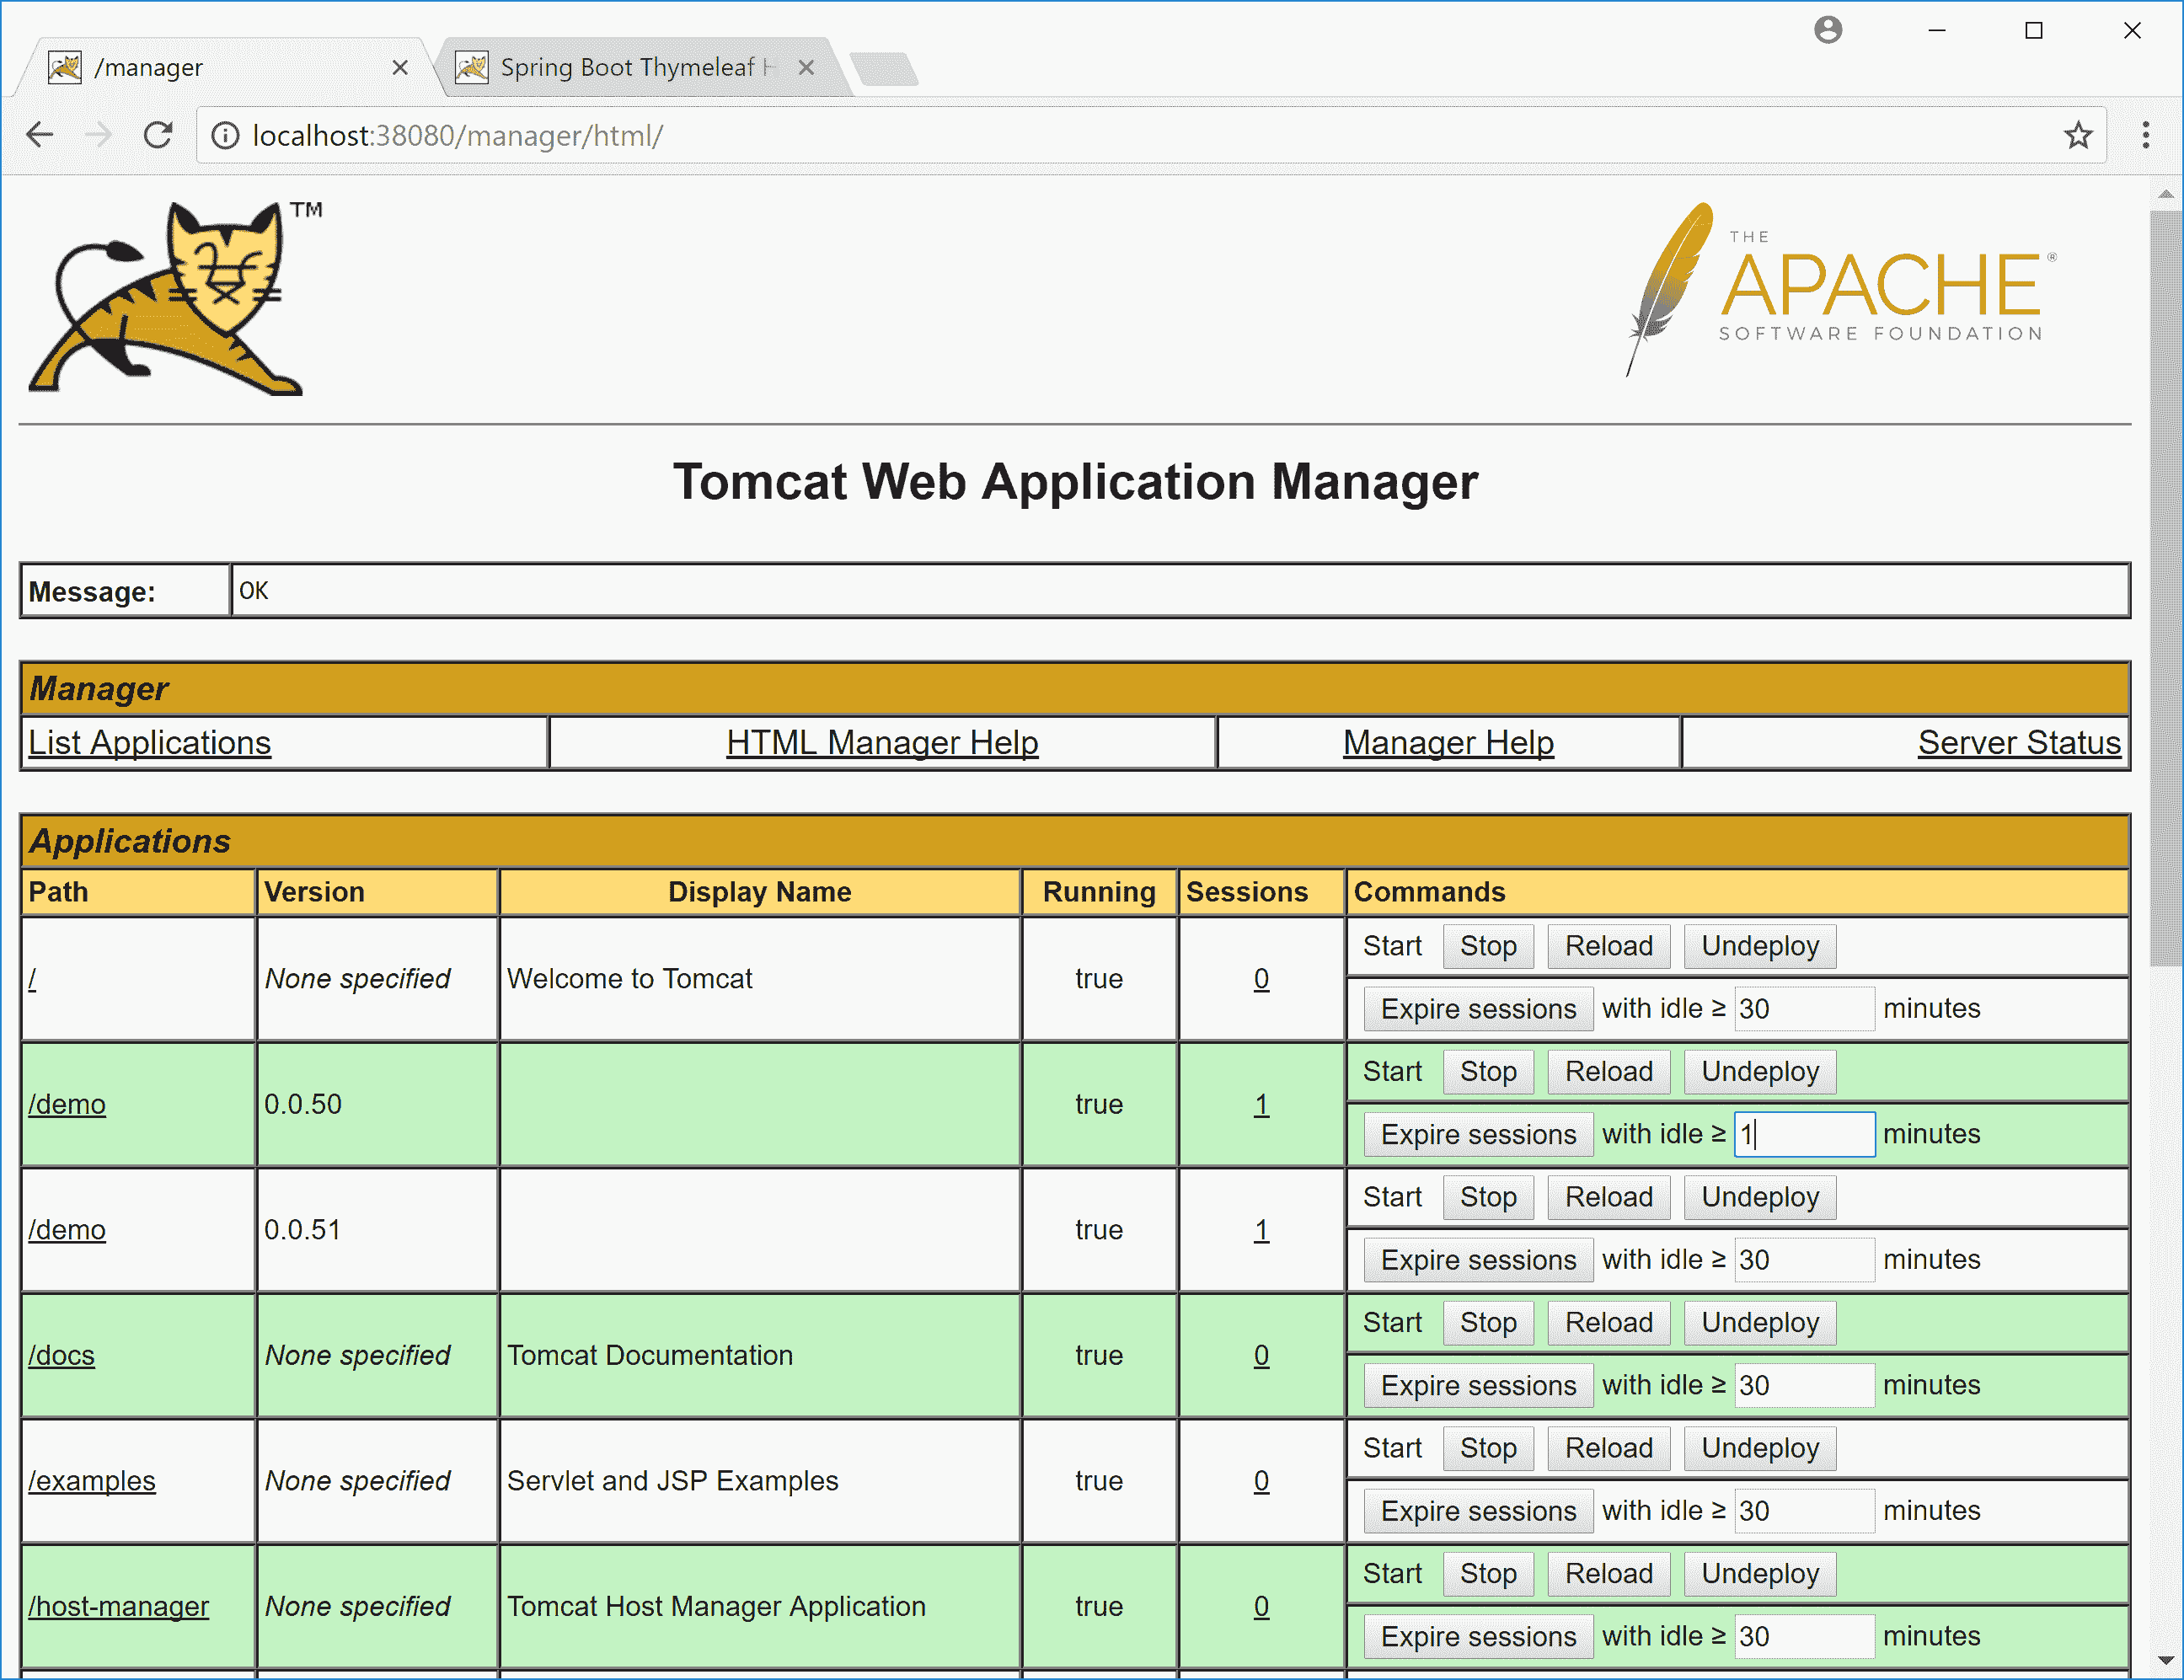 /manager
Spring Boot Thymeleaf
localhost:38080/manager/html/
TM
THE
APACHE®
SOFTWARE FOUNDATION
Tomcat Web Application Manager
Message: OK
Manager
List Applications HTML Manager Help Manager Help Server Status
Applications
Path Version Display Name Running Sessions Commands
/ None specified Welcome to Tomcat true 0 Start Stop Reload Undeploy
Expire sessions with idle ≥ 30 minutes
/demo 0.0.50 true 1 Start Stop Reload Undeploy
Expire sessions with idle ≥ 1 minutes
/demo 0.0.51 true 1 Start Stop Reload Undeploy
Expire sessions with idle ≥ 30 minutes
/docs None specified Tomcat Documentation true 0 Start Stop Reload Undeploy
Expire sessions with idle ≥ 30 minutes
/examples None specified Servlet and JSP Examples true 0 Start Stop Reload Undeploy
Expire sessions with idle ≥ 30 minutes
/host-manager None specified Tomcat Host Manager Application true 0 Start Stop Reload Undeploy
Expire sessions with idle ≥ 30 minutes